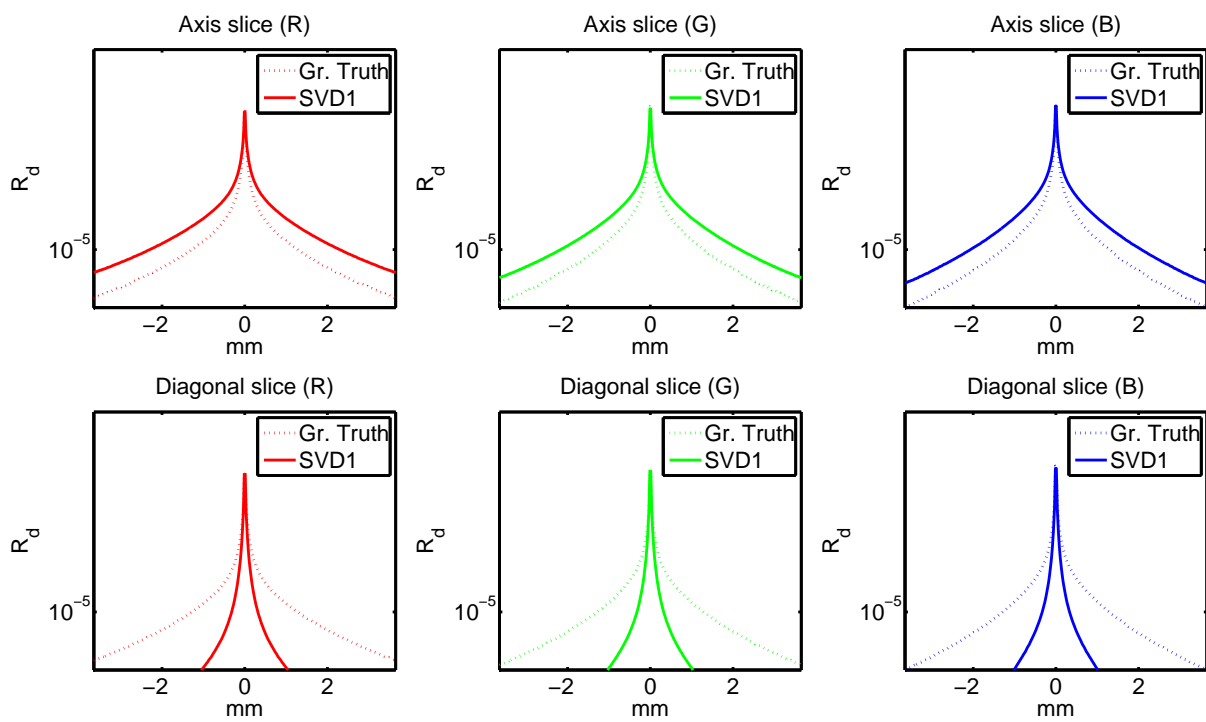 Axis slice (R)
Gr. Truth
SVD1
R_d
10^−5
−2 0 2
mm
Axis slice (G)
Gr. Truth
SVD1
R_d
10^−5
−2 0 2
mm
Axis slice (B)
Gr. Truth
SVD1
R_d
10^−5
−2 0 2
mm
Diagonal slice (R)
Gr. Truth
SVD1
R_d
10^−5
−2 0 2
mm
Diagonal slice (G)
Gr. Truth
SVD1
R_d
10^−5
−2 0 2
mm
Diagonal slice (B)
Gr. Truth
SVD1
R_d
10^−5
−2 0 2
mm